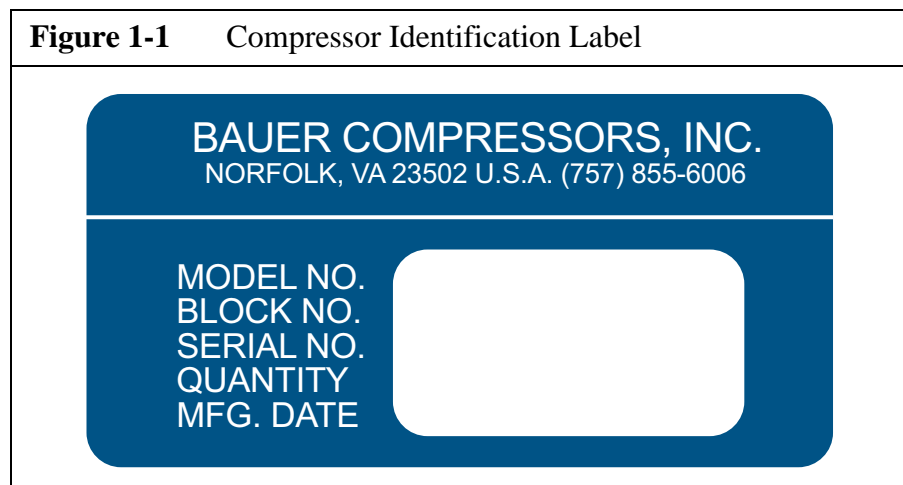 Figure 1-1 Compressor Identification Label
BAUER COMPRESSORS, INC.
NORFOLK, VA 23502 U.S.A. (757) 855-6006
MODEL NO.
BLOCK NO.
SERIAL NO.
QUANTITY
MFG. DATE